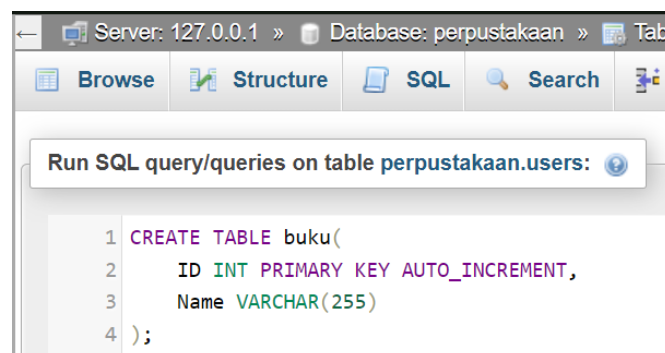 Server: 127.0.0.1 » Database: perpustakaan » Tab
Browse Structure SQL Search
Run SQL query/queries on table perpustakaan.users:
1 CREATE TABLE buku(
2 ID INT PRIMARY KEY AUTO_INCREMENT,
3 Name VARCHAR(255)
4 );